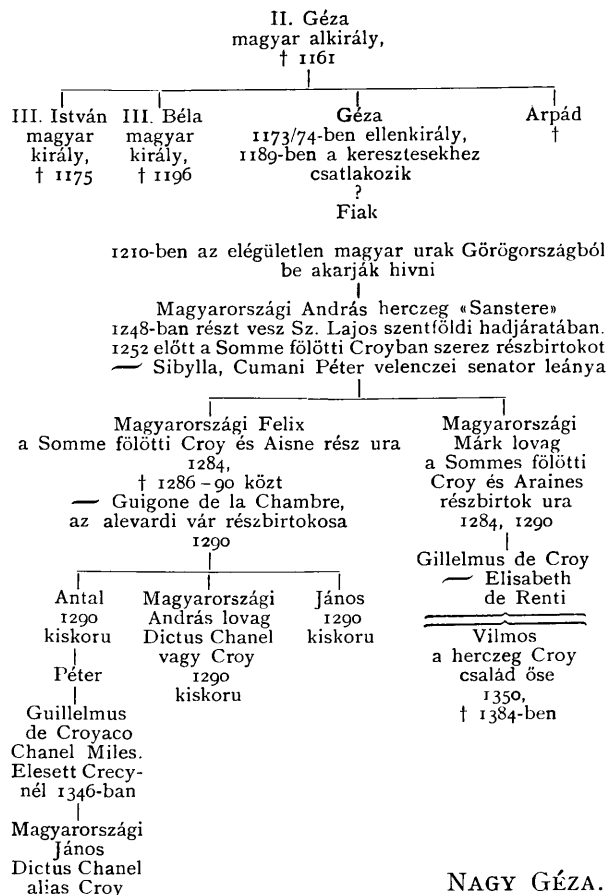 II. Géza
magyar alkirály,
† 1161
III. István
magyar
király,
† 1175
III. Béla
magyar
király,
† 1196
Géza
1173/74-ben ellenkirály,
1189-ben a keresztesekhez
csatlakozik
?
Fiak
Arpád
†
1210-ben az elégületlen magyar urak Görögországból
be akarják hivni
Magyarországi András herczeg «Sanstere»
1248-ban részt vesz Sz. Lajos szentföldi hadjáratában.
1252 előtt a Somme fölötti Croyban szerez részbirtokot
— Sibylla, Cumani Péter velenczei senator leánya
Magyarországi Felix
a Somme fölötti Croy és Aisne rész ura
1284,
† 1286–90 közt
— Guigone de la Chambre,
az alevardi vár részbirtokosa
1290
Magyarországi
Márk lovag
a Sommes fölötti
Croy és Araines
részbirtok ura
1284, 1290
Gillelmus de Croy
— Elisabeth
de Renti
Vilmos
a herczeg Croy
család őse
1350,
† 1384-ben
Antal
1290
kiskoru
Péter
Guillelmus
de Croyaco
Chanel Miles.
Elesett Crecy-
nél 1346-ban
Magyarországi
János
Dictus Chanel
alias Croy
Magyarországi
András lovag
Dictus Chanel
vagy Croy
1290
kiskoru
János
1290
kiskoru
NAGY GÉZA.